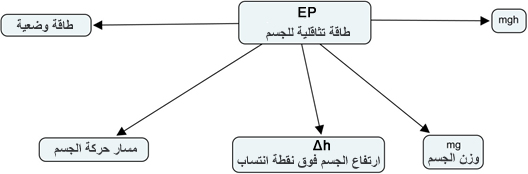 EP
طاقة تثاقلية للجسم
طاقة وضعية
mgh
مسار حركة الجسم
Δh
ارتفاع الجسم فوق نقطة انتساب
mg
وزن الجسم